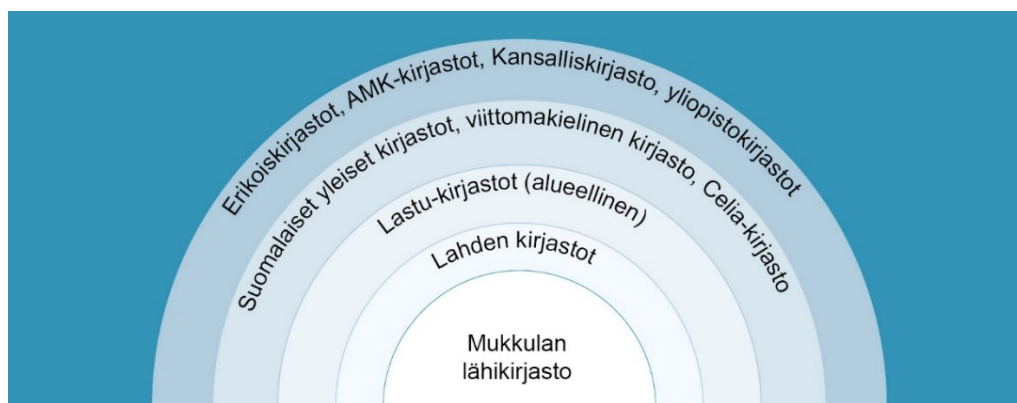 Erikoiskirjastot, AMK-kirjastot, Kansalliskirjasto, yliopistokirjastot
Suomalaiset yleiset kirjastot, viittomakielinen kirjasto, Celia-kirjasto
Lastu-kirjastot (alueellinen)
Lahden kirjastot
Mukkulan
lähikirjasto